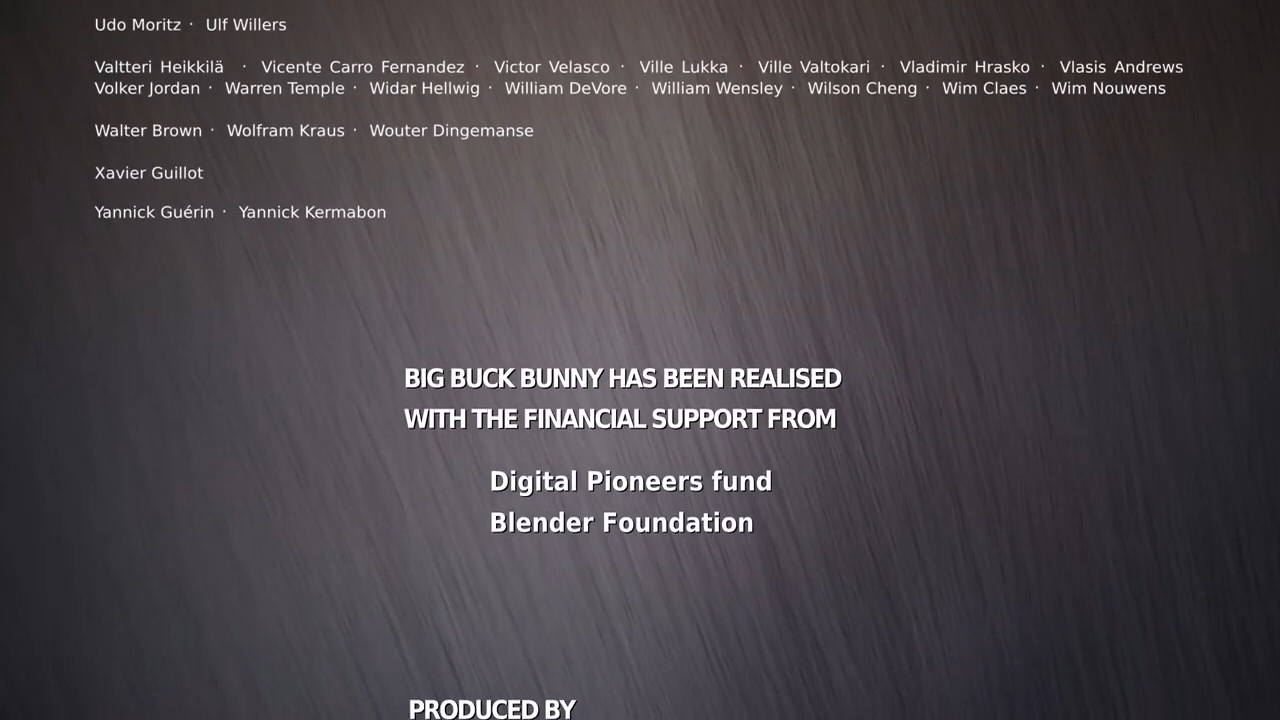 Udo Moritz · Ulf Willers
Valtteri Heikkilä · Vicente Carro Fernandez · Victor Velasco · Ville Lukka · Ville Valtokari · Vladimir Hrasko · Vlasis Andrews
Volker Jordan · Warren Temple · Widar Hellwig · William DeVore · William Wensley · Wilson Cheng · Wim Claes · Wim Nouwens
Walter Brown · Wolfram Kraus · Wouter Dingemanse
Xavier Guillot
Yannick Guérin · Yannick Kermabon
BIG BUCK BUNNY HAS BEEN REALISED
WITH THE FINANCIAL SUPPORT FROM
Digital Pioneers fund
Blender Foundation
PRODUCED BY